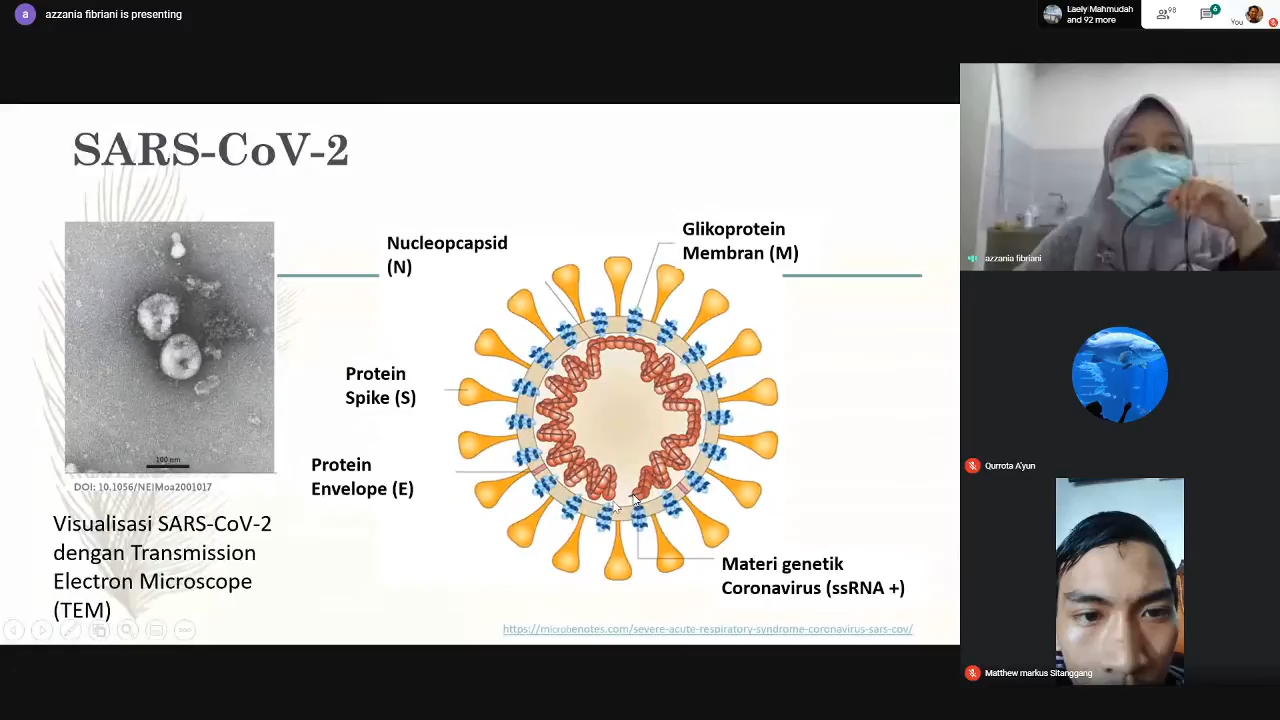 a
azzania fibriani is presenting
Laely Mahmudah
and 92 more
98
6
You
SARS-CoV-2
Nucleopcapsid
(N)
Glikoprotein
Membran (M)
Protein
Spike (S)
Protein
Envelope (E)
100 nm
DOI: 10.1056/NEJMoa2001017
Visualisasi SARS-CoV-2
dengan Transmission
Electron Microscope
(TEM)
Materi genetik
Coronavirus (ssRNA +)
https://microbenotes.com/severe-acute-respiratory-syndrome-coronavirus-sars-cov/
azzania fibriani
Qurrota A'yun
Matthew markus Sitanggang